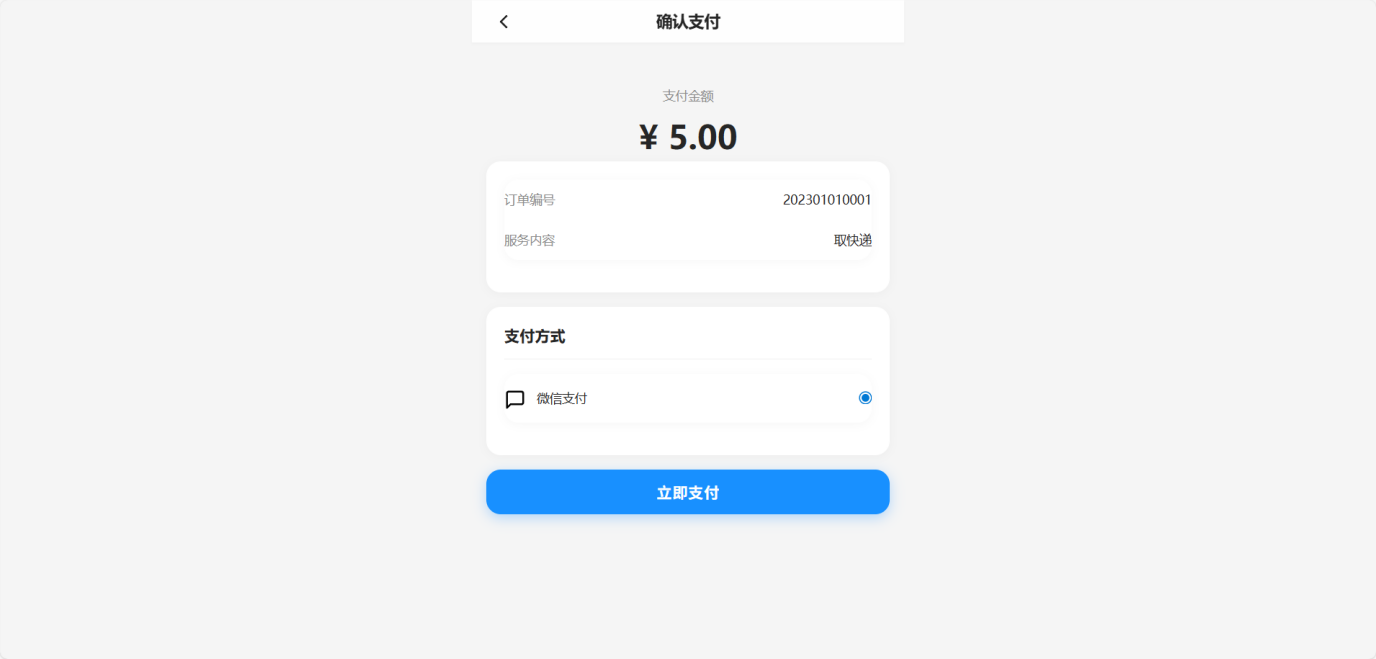 确认支付
支付金额
¥ 5.00
订单编号 202301010001
服务内容 取快递
支付方式
微信支付
立即支付